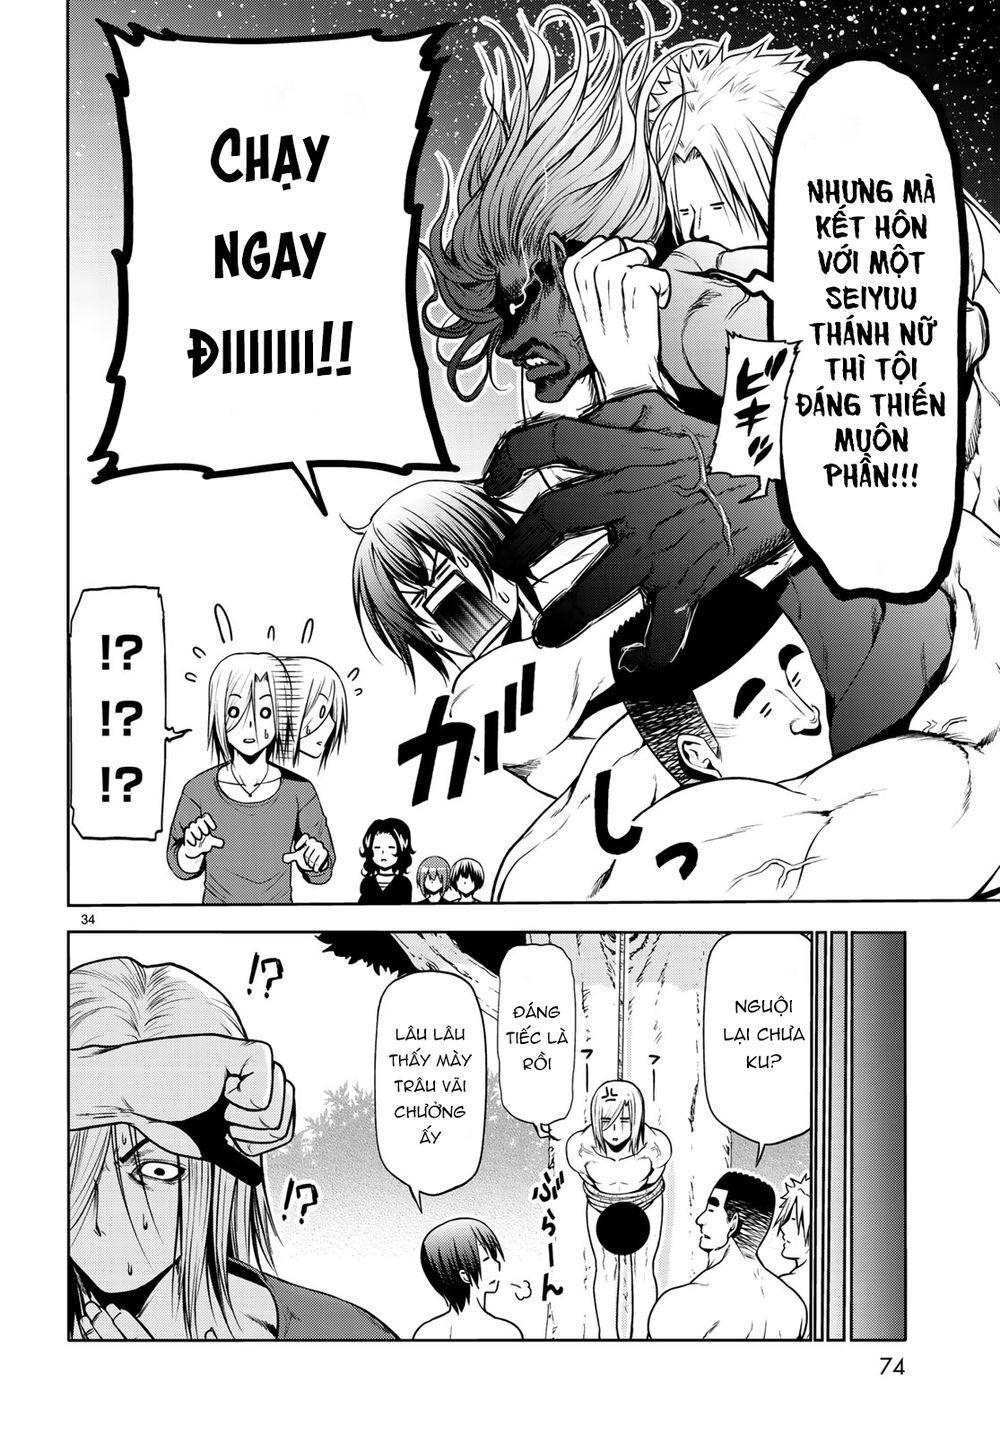 NHƯNG MÀ
KẾT HÔN
VỚI MỘT
SEIYUU
THÁNH NỮ
THÌ TỘI
ĐÁNG THIẾN
MUÔN
PHẦN!!!
CHẠY
NGAY
ĐIIIIIII!!
ビキッ
ガしっ
!?
!?
!?
34
NGUỘI
LẠI CHƯA
KU?
ĐÁNG
TIẾC LÀ
RỒI
LÂU LÂU
THẤY MÀY
TRÂU VÃI
CHƯỞNG
ẤY
ぶらーん
!?
!?
74